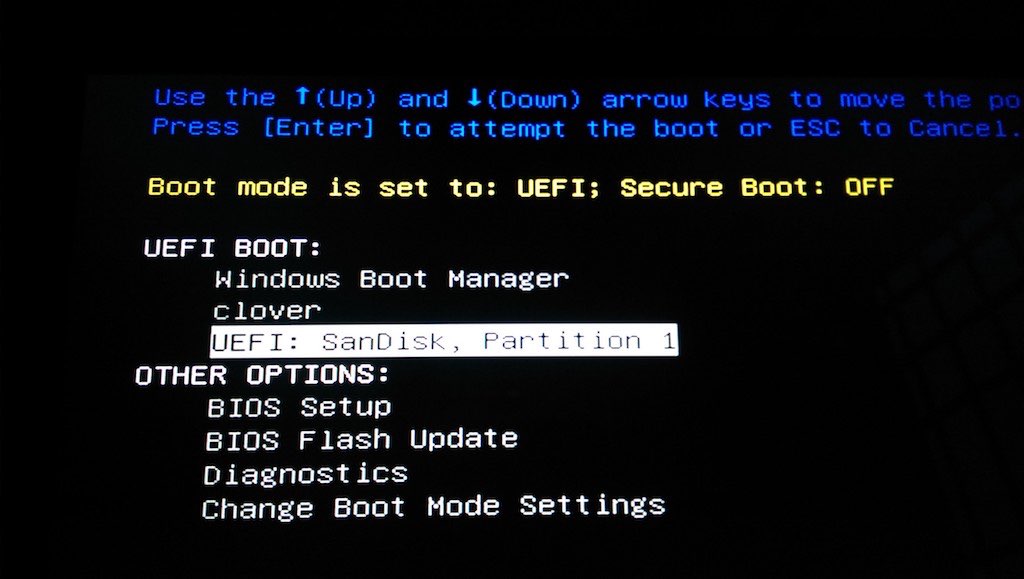 Use the ↑(Up) and ↓(Down) arrow keys to move the
Press [Enter] to attempt the boot or ESC to Cancel.
Boot mode is set to: UEFI; Secure Boot: OFF
UEFI BOOT:
Windows Boot Manager
clover
UEFI: SanDisk, Partition 1
OTHER OPTIONS:
BIOS Setup
BIOS Flash Update
Diagnostics
Change Boot Mode Settings